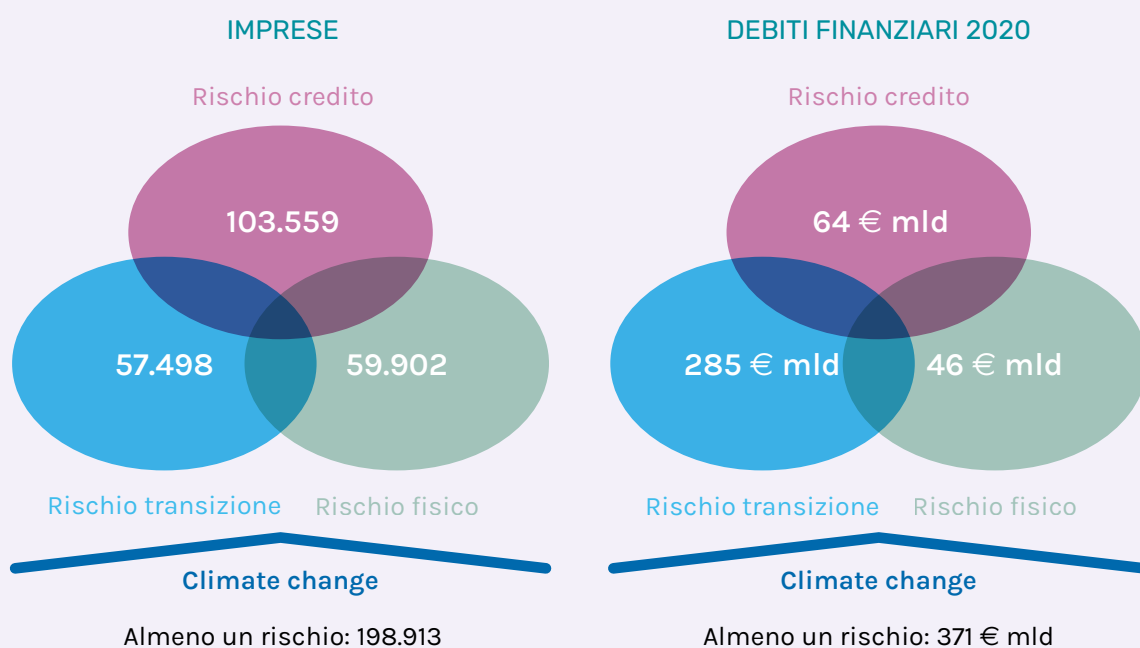 IMPRESE
Rischio credito
103.559
57.498
59.902
Rischio transizione
Rischio fisico
Climate change
Almeno un rischio: 198.913
DEBITI FINANZIARI 2020
Rischio credito
64 € mld
285 € mld
46 € mld
Rischio transizione
Rischio fisico
Climate change
Almeno un rischio: 371 € mld